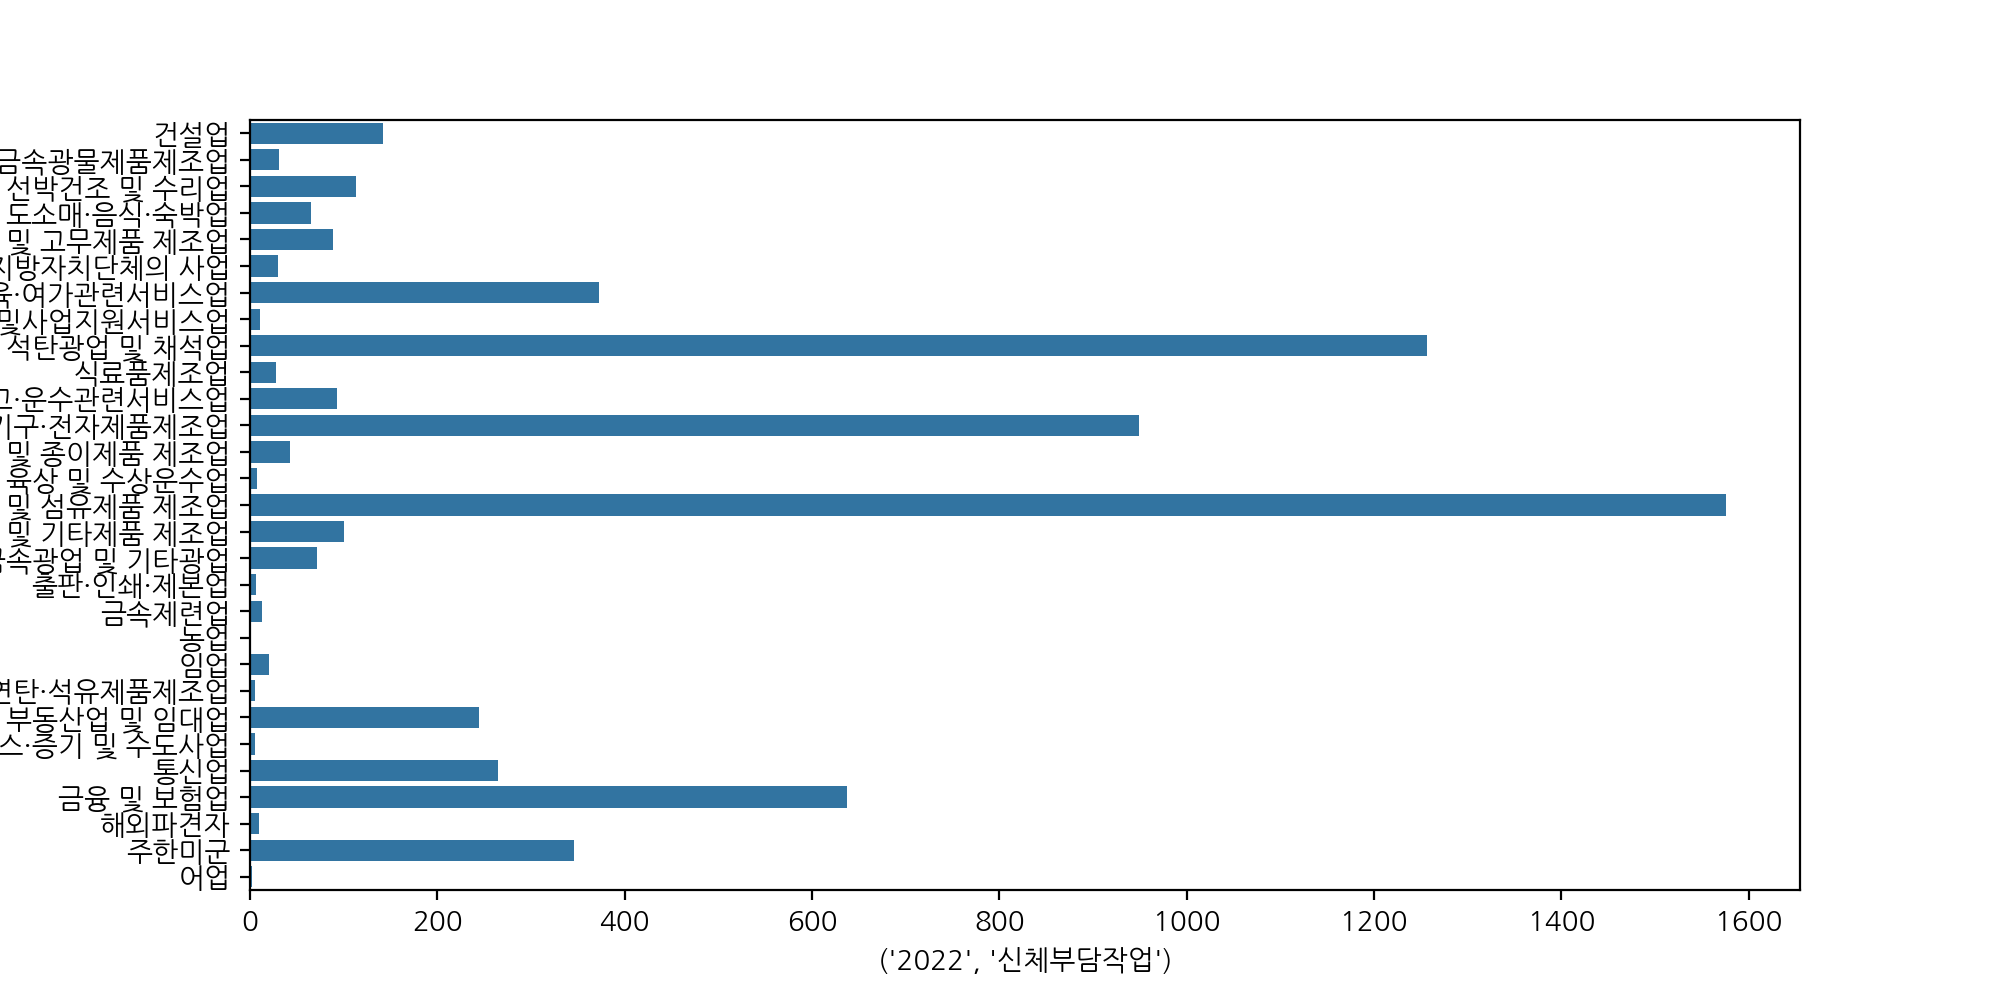 건설업
금속광물제품제조업
선박건조 및 수리업
도소매·음식·숙박업
및 고무제품 제조업
지방자치단체의 사업
·여가관련서비스업
및사업지원서비스업
석탄광업 및 채석업
식료품제조업
·운수관련서비스업
기구·전자제품제조업
및 종이제품 제조업
육상 및 수상운수업
및 섬유제품 제조업
및 기타제품 제조업
금속광업 및 기타광업
출판·인쇄·제본업
금속제련업
농업
임업
연탄·석유제품제조업
부동산업 및 임대업
스·증기 및 수도사업
통신업
금융 및 보험업
해외파견자
주한미군
어업
0 200 400 600 800 1000 1200 1400 1600
('2022', '신체부담작업')